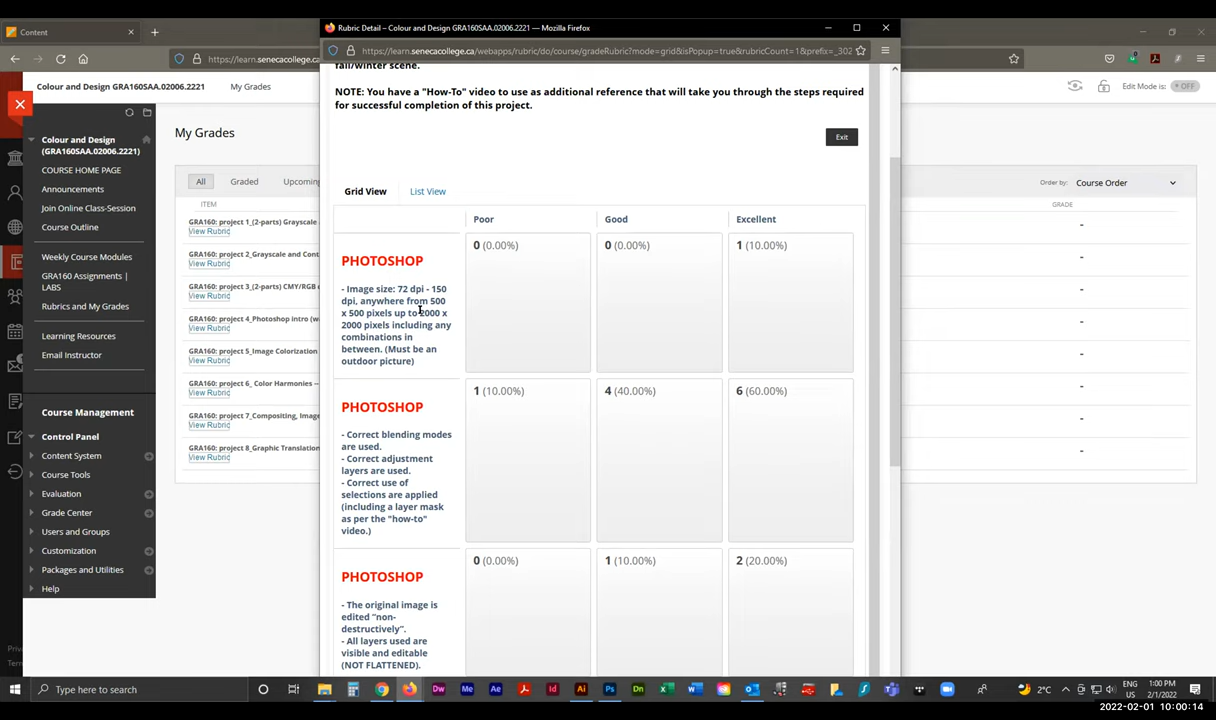 Content
Rubric Detail – Colour and Design GRA160SAA.02006.2221 — Mozilla Firefox
https://learn.senecacollege
https://learn.senecacollege.ca/webapps/rubric/do/course/gradeRubric?mode=grid&isPopup=true&rubricCount=1&prefix=_302
Colour and Design GRA160SAA.02006.2221
My Grades
Edit Mode is:
OFF
fall/winter scene.
NOTE: You have a "How-To" video to use as additional reference that will take you through the steps required
for successful completion of this project.
Exit
Colour and Design
(GRA160SAA.02006.2221)
COURSE HOME PAGE
Announcements
Join Online Class-Session
Course Outline
Weekly Course Modules
GRA160 Assignments |
LABS
Rubrics and My Grades
Learning Resources
Email Instructor
Course Management
Control Panel
Content System
Course Tools
Evaluation
Grade Center
Users and Groups
Customization
Packages and Utilities
Help
Priva
Term
My Grades
All
Graded
Upcoming
Order by:
Course Order
ITEM
GRADE
GRA160: project 1_(2-parts) Grayscale
View Rubric
-
GRA160: project 2_Grayscale and Cont
View Rubric
-
GRA160: project 3_(2-parts) CMY/RGB
View Rubric
-
GRA160: project 4_Photoshop intro (w
View Rubric
-
GRA160: project 5_Image Colorization
View Rubric
-
GRA160: project 6_ Color Harmonies –
View Rubric
-
GRA160: project 7_Compositing, Image
View Rubric
-
GRA160: project 8_Graphic Translation
View Rubric
-
Grid View
List View
Poor
Good
Excellent
PHOTOSHOP
- Image size: 72 dpi - 150
dpi, anywhere from 500
x 500 pixels up to 2000 x
2000 pixels including any
combinations in
between. (Must be an
outdoor picture)
0 (0.00%)
0 (0.00%)
1 (10.00%)
PHOTOSHOP
- Correct blending modes
are used.
- Correct adjustment
layers are used.
- Correct use of
selections are applied
(including a layer mask
as per the "how-to"
video.)
1 (10.00%)
4 (40.00%)
6 (60.00%)
PHOTOSHOP
- The original image is
edited "non-
destructively".
- All layers used are
visible and editable
(NOT FLATTENED).
0 (0.00%)
1 (10.00%)
2 (20.00%)
Type here to search
Dw
Me
Ae
Id
Ai
Ps
Dn
2°C
ENG
US
1:00 PM
2/1/2022
2022-02-01 10:00:14